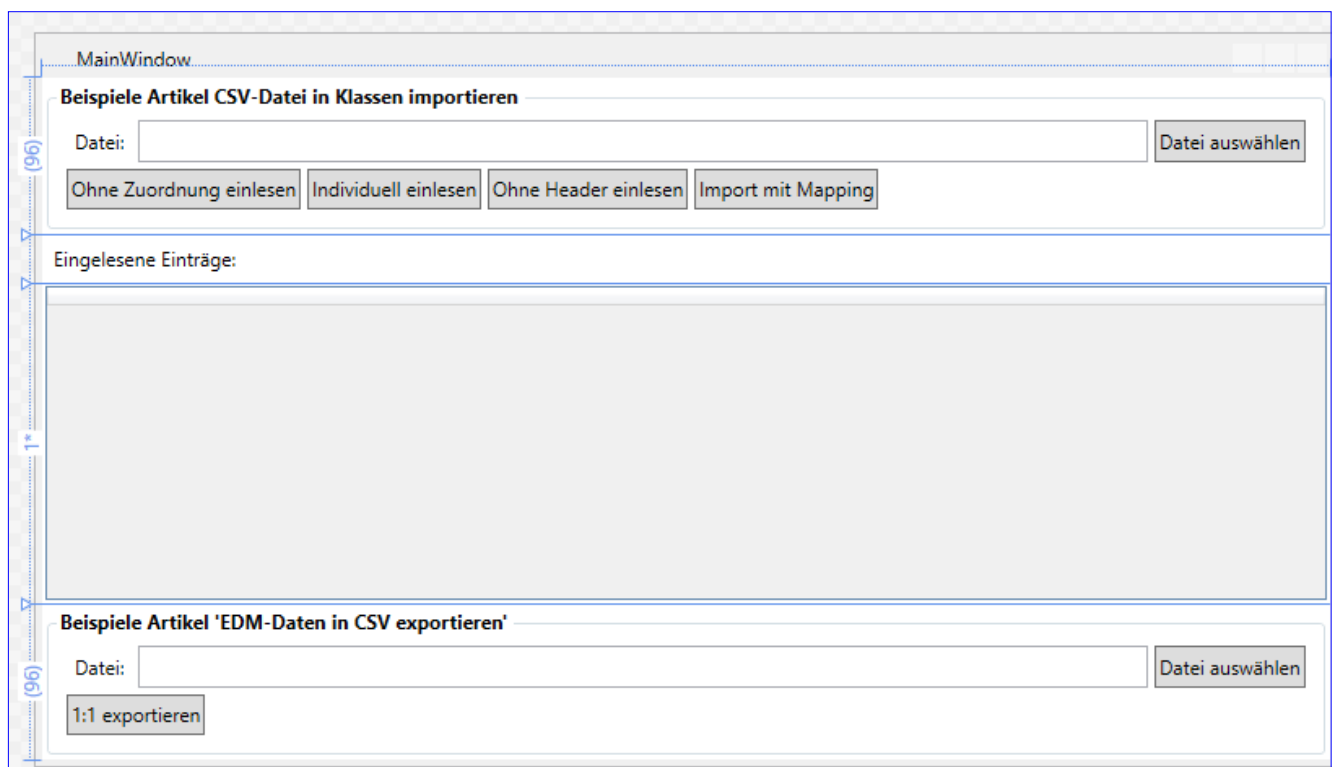 MainWindow
Beispiele Artikel CSV-Datei in Klassen importieren
Datei: Datei auswählen
(96)
Ohne Zuordnung einlesen Individuell einlesen Ohne Header einlesen Import mit Mapping
Eingelesene Einträge:
1*
Beispiele Artikel 'EDM-Daten in CSV exportieren'
Datei: Datei auswählen
(96)
1:1 exportieren